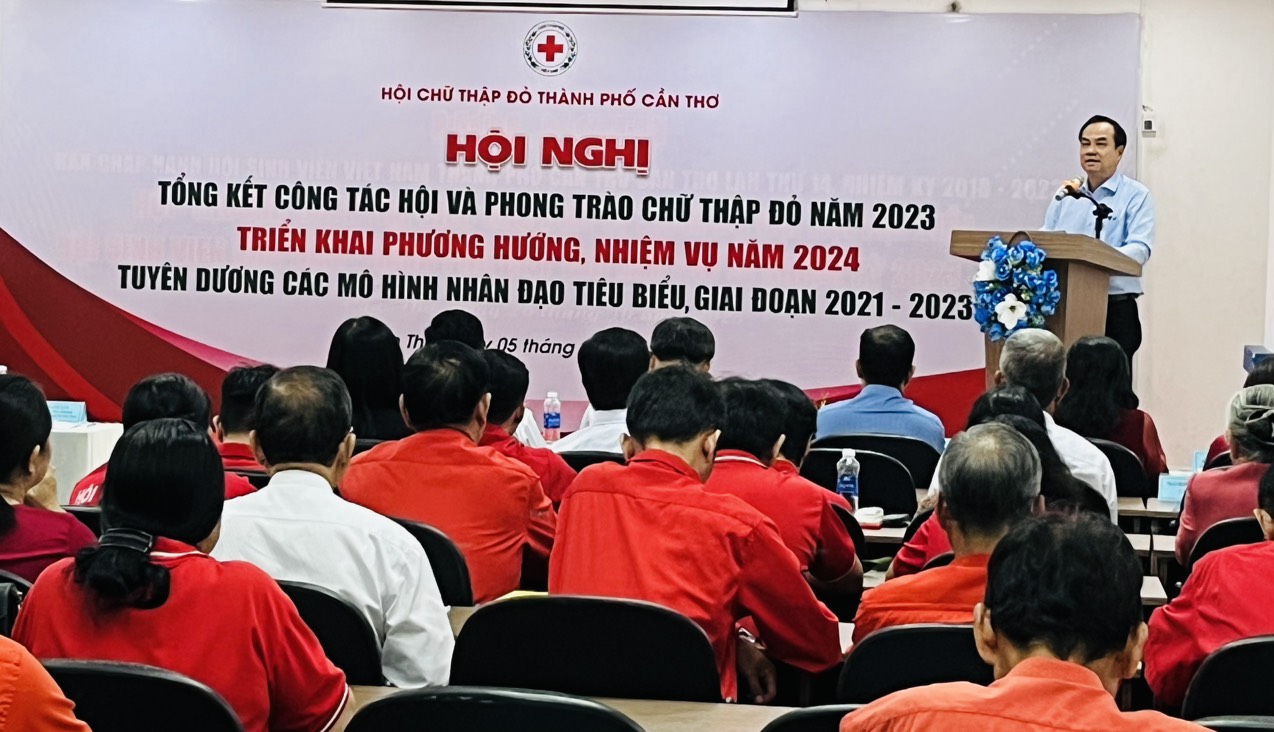 HỘI CHỮ THẬP ĐỎ THÀNH PHỐ CẦN THƠ
HỘI NGHỊ
TỔNG KẾT CÔNG TÁC HỘI VÀ PHONG TRÀO CHỮ THẬP ĐỎ NĂM 2023
TRIỂN KHAI PHƯƠNG HƯỚNG, NHIỆM VỤ NĂM 2024
TUYÊN DƯƠNG CÁC MÔ HÌNH NHÂN ĐẠO TIÊU BIỂU, GIAI ĐOẠN 2021 - 2023
05 tháng
HỘI